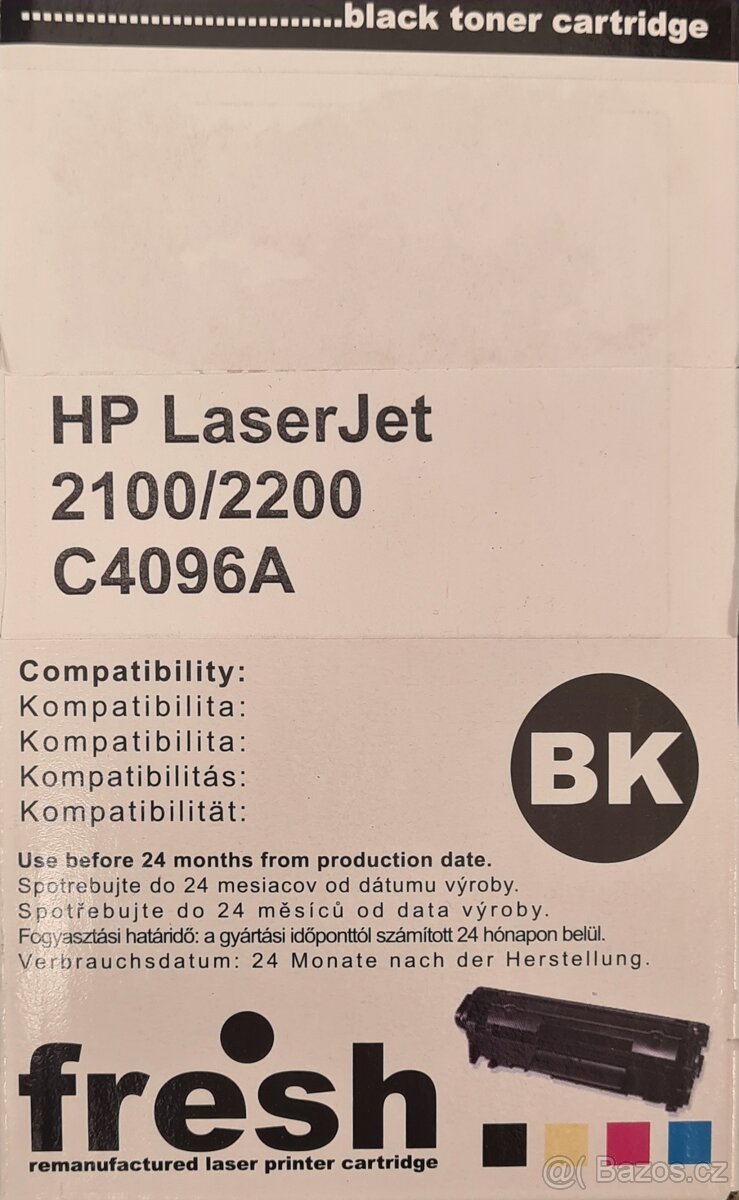 ..............................black toner cartridge
HP LaserJet
2100/2200
C4096A
Compatibility:
Kompatibilita:
Kompatibilita:
Kompatibilitás:
Kompatibilität:
BK
Use before 24 months from production date.
Spotrebujte do 24 mesiacov od dátumu výroby.
Spotřebujte do 24 měsíců od data výroby.
Fogyasztási határidő: a gyártási időponttól számított 24 hónapon belül.
Verbrauchsdatum: 24 Monate nach der Herstellung.
fresh
remanufactured laser printer cartridge
@( Bazos.cz